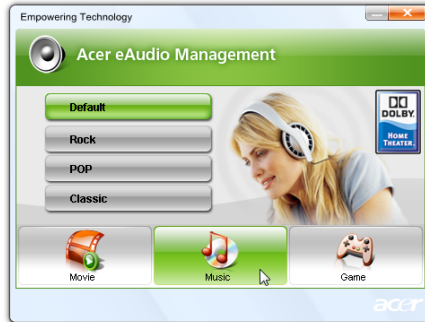 Empowering Technology
Acer eAudio Management
Default
Rock
POP
Classic
DOLBY.
HOME
THEATER.
Movie
Music
Game
acer